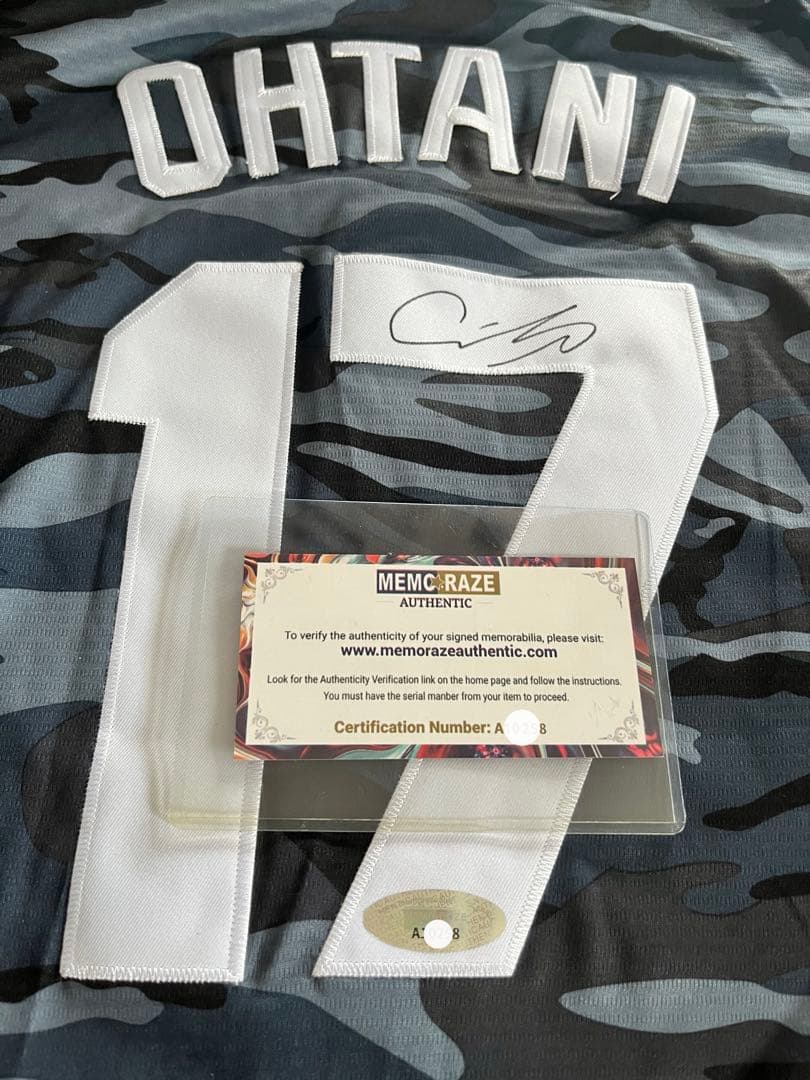 OHTANI
17
MEMORAZE
AUTHENTIC
To verify the authenticity of your signed memorabilia, please visit:
www.memorazeauthentic.com
Look for the Authenticity Verification link on the home page and follow the instructions.
You must have the serial manber from your item to proceed.
Certification Number: A10258